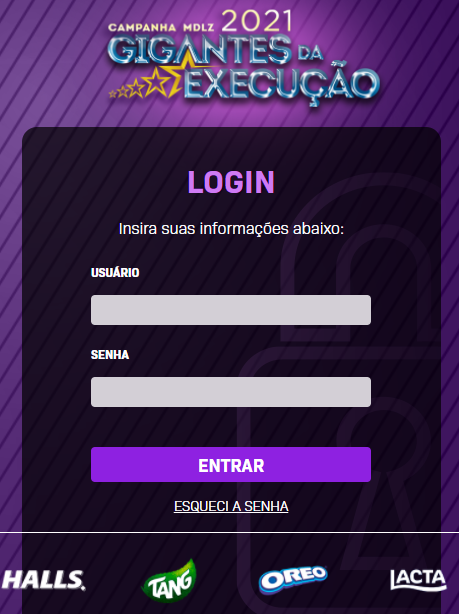 CAMPANHA MDLZ 2021
GIGANTES DA
EXECUÇÃO
LOGIN
Insira suas informações abaixo:
USUÁRIO
SENHA
ENTRAR
ESQUECI A SENHA
HALLS.
TANG
OREO
LACTA